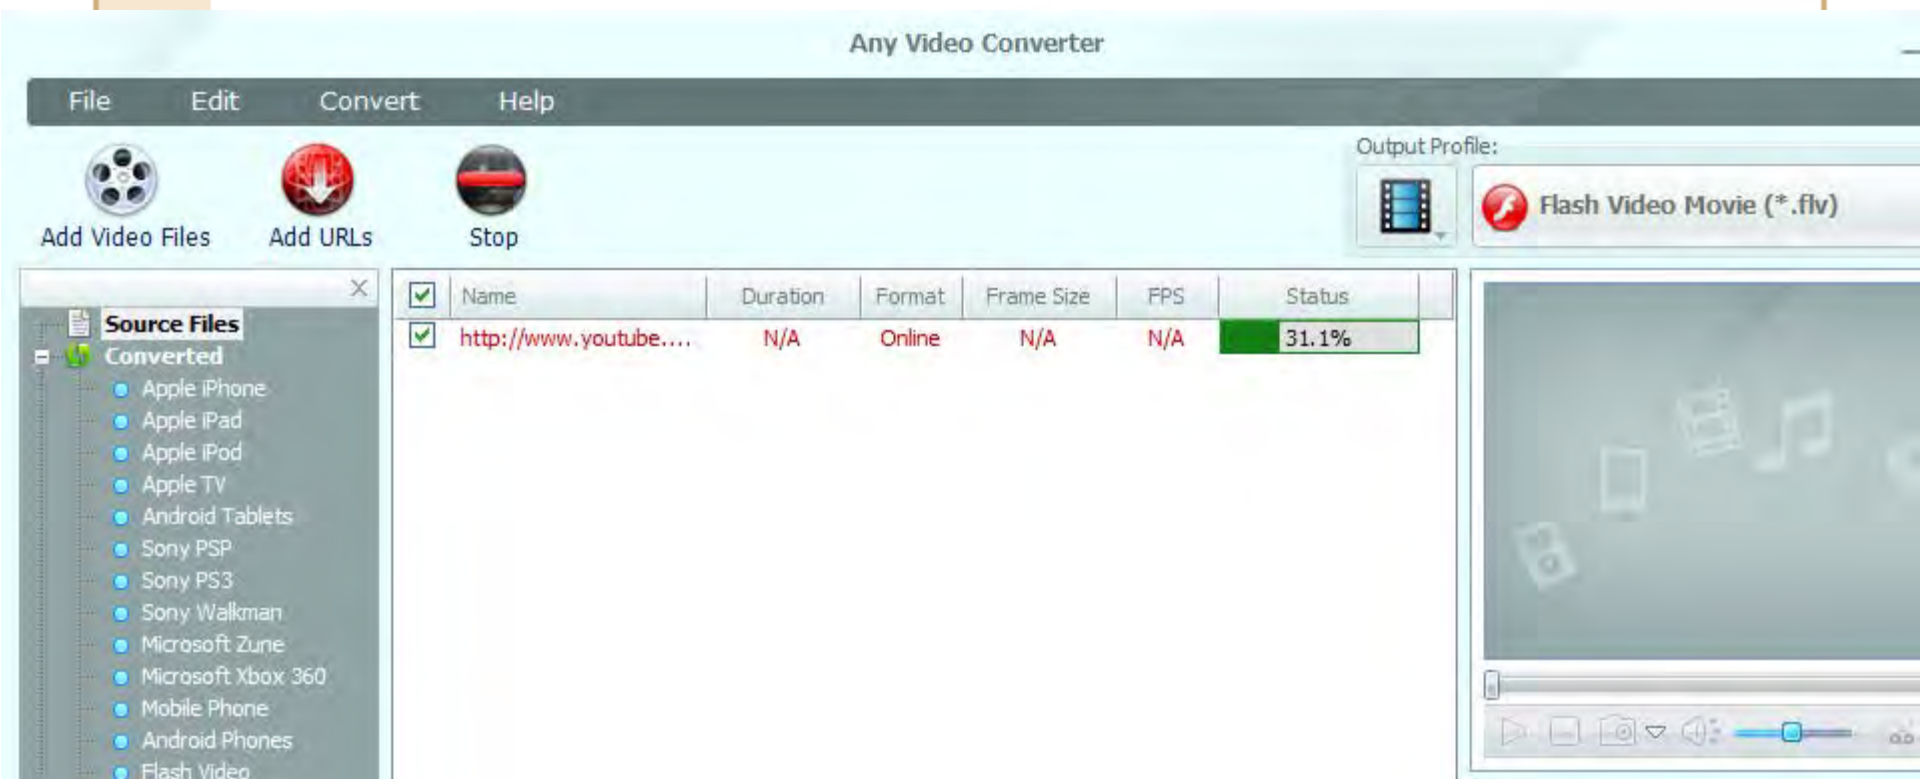 Any Video Converter
File Edit Convert Help
Output Profile:
Flash Video Movie (*.flv)
Add Video Files Add URLs Stop
Name Duration Format Frame Size FPS Status
http://www.youtube.... N/A Online N/A N/A 31.1%
Source Files
Converted
Apple iPhone
Apple iPad
Apple iPod
Apple TV
Android Tablets
Sony PSP
Sony PS3
Sony Walkman
Microsoft Zune
Microsoft Xbox 360
Mobile Phone
Android Phones
Flash Video